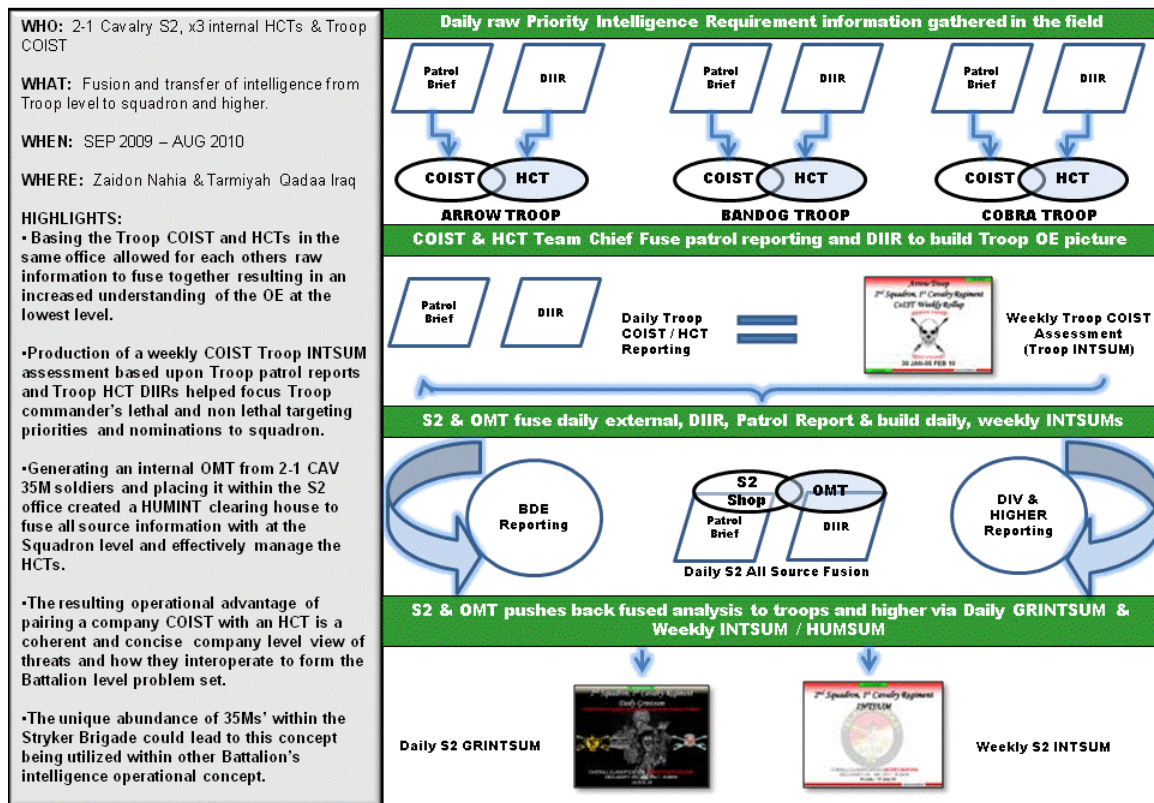 WHO: 2-1 Cavalry S2, x3 internal HCTs & Troop
COIST
WHAT: Fusion and transfer of intelligence from
Troop level to squadron and higher.
WHEN: SEP 2009 – AUG 2010
WHERE: Zaidon Nahia & Tarmiyah Qadaa Iraq
HIGHLIGHTS:
• Basing the Troop COIST and HCTs in the
same office allowed for each others raw
information to fuse together resulting in an
increased understanding of the OE at the
lowest level.
•Production of a weekly COIST Troop INTSUM
assessment based upon Troop patrol reports
and Troop HCT DIIRs helped focus Troop
commander's lethal and non lethal targeting
priorities and nominations to squadron.
•Generating an internal OMT from 2-1 CAV
35M soldiers and placing it within the S2
office created a HUMINT clearing house to
fuse all source information with at the
Squadron level and effectively manage the
HCTs.
•The resulting operational advantage of
pairing a company COIST with an HCT is a
coherent and concise company level view of
threats and how they interoperate to form the
Battalion level problem set.
•The unique abundance of 35Ms' within the
Stryker Brigade could lead to this concept
being utilized within other Battalion's
intelligence operational concept.
Daily raw Priority Intelligence Requirement information gathered in the field
Patrol
Brief
DIIR
Patrol
Brief
DIIR
Patrol
Brief
DIIR
COIST
HCT
COIST
HCT
COIST
HCT
ARROW TROOP
BANDOG TROOP
COBRA TROOP
COIST & HCT Team Chief Fuse patrol reporting and DIIR to build Troop OE picture
Patrol
Brief
DIIR
Daily Troop
COIST / HCT
Reporting
Arrow Troop
2nd Squadron, 1st Cavalry Regiment
CoIST Weekly Rollup
30 JAN-05 FEB 10
Weekly Troop COIST
Assessment
(Troop INTSUM)
S2 & OMT fuse daily external, DIIR, Patrol Report & build daily, weekly INTSUMs
BDE
Reporting
S2
Shop
OMT
Patrol
Brief
DIIR
Daily S2 All Source Fusion
DIV &
HIGHER
Reporting
S2 & OMT pushes back fused analysis to troops and higher via Daily GRINTSUM &
Weekly INTSUM / HUMSUM
Daily S2 GRINTSUM
2nd Squadron, 1st Cavalry Regiment
Daily Grintsum
2nd Squadron, 1st Cavalry Regiment
INTSUM
Weekly S2 INTSUM